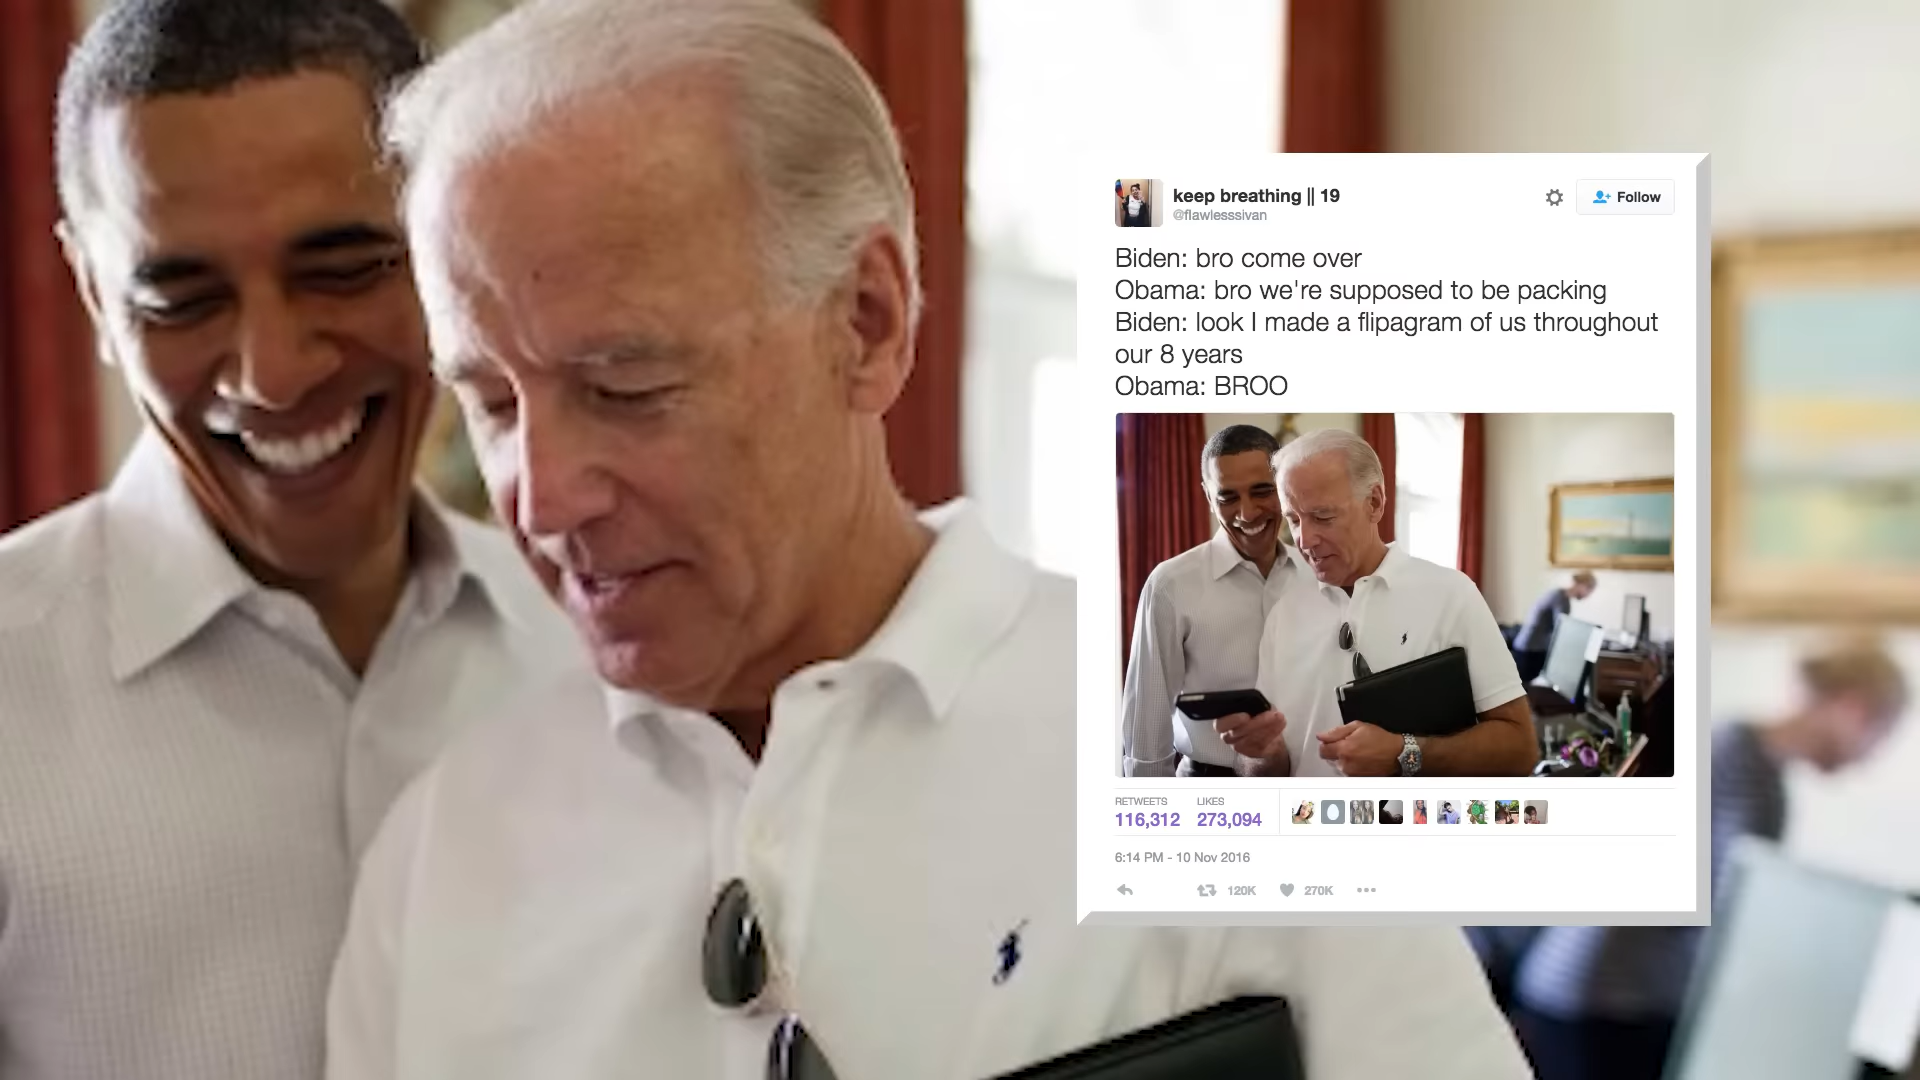 keep breathing || 19
@flawlesssivan
Follow
Biden: bro come over
Obama: bro we're supposed to be packing
Biden: look I made a flipagram of us throughout
our 8 years
Obama: BROO
RETWEETS LIKES
116,312 273,094
6:14 PM - 10 Nov 2016
120K 270K